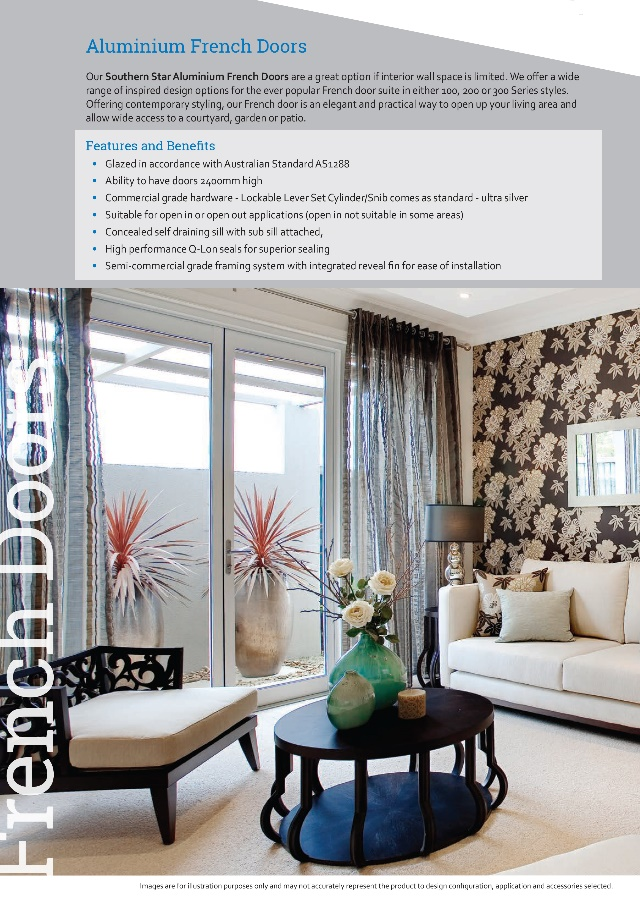 Aluminium French Doors
Our Southern Star Aluminium French Doors are a great option if interior wall space is limited. We offer a wide
range of inspired design options for the ever popular French door suite in either 100, 200 or 300 Series styles.
Offering contemporary styling, our French door is an elegant and practical way to open up your living area and
allow wide access to a courtyard, garden or patio.
Features and Benefits
• Glazed in accordance with Australian Standard AS1288
• Ability to have doors 2400mm high
• Commercial grade hardware - Lockable Lever Set Cylinder/Snib comes as standard - ultra silver
• Suitable for open in or open out applications (open in not suitable in some areas)
• Concealed self draining sill with sub sill attached,
• High performance Q-Lon seals for superior sealing
• Semi-commercial grade framing system with integrated reveal fin for ease of installation
French Doors
Images are for illustration purposes only and may not accurately represent the product to design configuration, application and accessories selected.